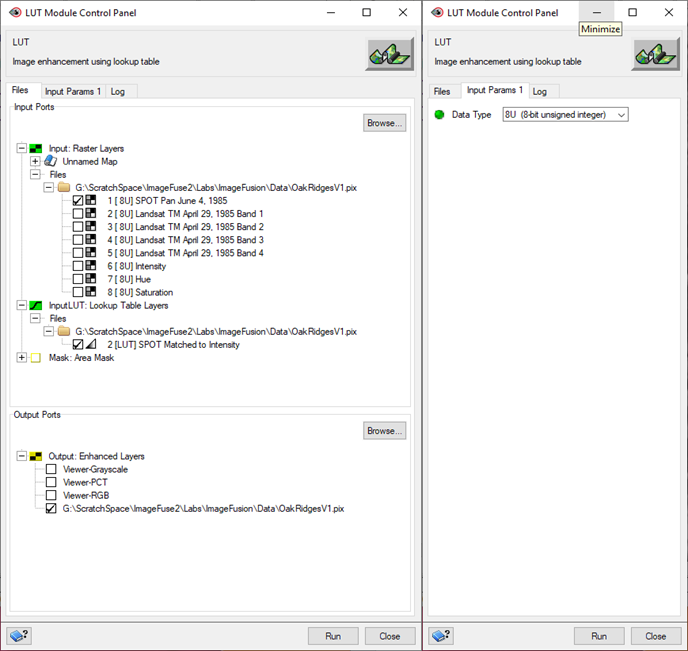 LUT Module Control Panel
LUT
Image enhancement using lookup table
Files
Input Params 1
Log
Input Ports
Browse...
Input: Raster Layers
Unnamed Map
Files
G:\ScratchSpace\ImageFuse2\Labs\ImageFusion\Data\OakRidgesV1.pix
1 [ 8U] SPOT Pan June 4, 1985
2 [ 8U] Landsat TM April 29, 1985 Band 1
3 [ 8U] Landsat TM April 29, 1985 Band 2
4 [ 8U] Landsat TM April 29, 1985 Band 3
5 [ 8U] Landsat TM April 29, 1985 Band 4
6 [ 8U] Intensity
7 [ 8U] Hue
8 [ 8U] Saturation
InputLUT: Lookup Table Layers
Files
G:\ScratchSpace\ImageFuse2\Labs\ImageFusion\Data\OakRidgesV1.pix
2 [LUT] SPOT Matched to Intensity
Mask: Area Mask
Output Ports
Browse...
Output: Enhanced Layers
Viewer-Grayscale
Viewer-PCT
Viewer-RGB
G:\ScratchSpace\ImageFuse2\Labs\ImageFusion\Data\OakRidgesV1.pix
?
Run
Close
LUT Module Control Panel
Minimize
LUT
Image enhancement using lookup table
Files
Input Params 1
Log
Data Type
8U (8-bit unsigned integer)
?
Run
Close